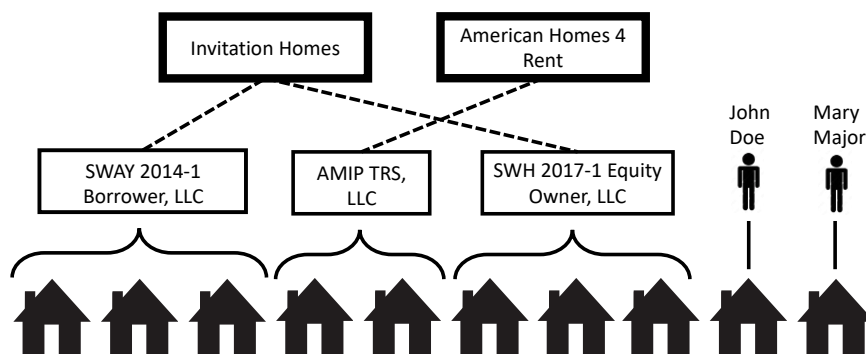 Invitation Homes
American Homes 4
Rent
John
Doe
Mary
Major
SWAY 2014-1
Borrower, LLC
AMIP TRS,
LLC
SWH 2017-1 Equity
Owner, LLC